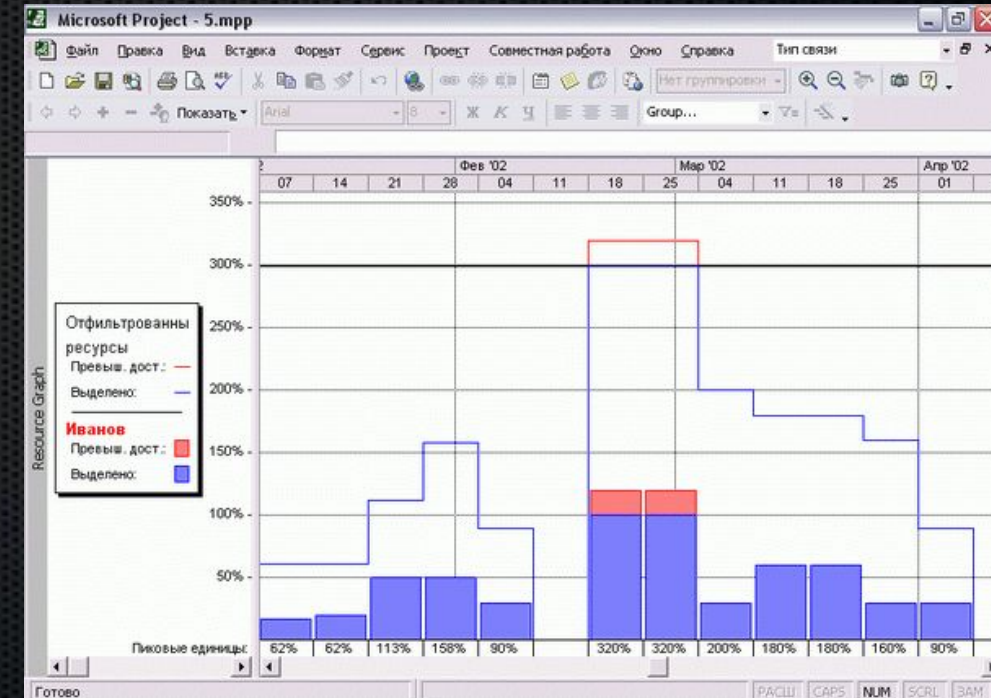 Microsoft Project - 5.mpp
Файл Правка Вид Вставка Формат Сервис Проект Совместная работа Окно Справка Тип связи
Нет группировки
Показать Arial 8 Ж К Ч Group...
Фев '02 Мар '02 Апр '02
07 14 21 28 04 11 18 25 04 11 18 25 01
350%
300%
250%
200%
150%
100%
50%
Resource Graph
Отфильтрованны
ресурсы
Превыш. дост.:
Выделено:
Иванов
Превыш. дост.:
Выделено:
Пиковые единицы: 62% 62% 113% 158% 90% 320% 320% 200% 180% 180% 160% 90%
Готово РАСШ CAPS NUM SCRL ЗАМ